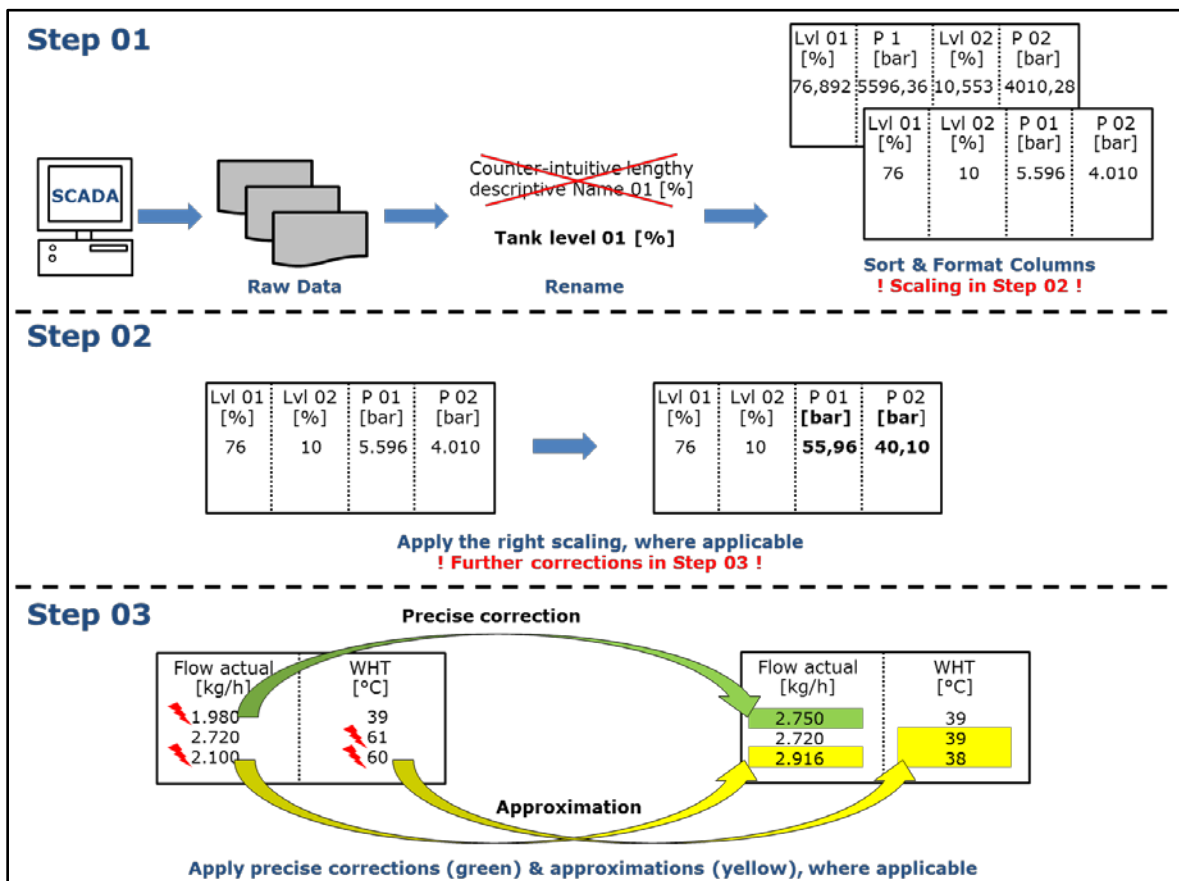 Step 01
Lvl 01 P 1 Lvl 02 P 02
[%] [bar] [%] [bar]
76,892 5596,36 10,553 4010,28
Lvl 01 Lvl 02 P 01 P 02
[%] [%] [bar] [bar]
76 10 5.596 4.010
SCADA
Counter-intuitive lengthy
descriptive Name 01 [%]
Tank level 01 [%]
Raw Data
Rename
Sort & Format Columns
! Scaling in Step 02 !
Step 02
Lvl 01 Lvl 02 P 01 P 02
[%] [%] [bar] [bar]
76 10 5.596 4.010
Lvl 01 Lvl 02 P 01 P 02
[%] [%] [bar] [bar]
76 10 55,96 40,10
Apply the right scaling, where applicable
! Further corrections in Step 03 !
Step 03
Precise correction
Flow actual WHT
[kg/h] [°C]
1.980 39
2.720 61
2.100 60
Flow actual WHT
[kg/h] [°C]
2.750 39
2.720 39
2.916 38
Approximation
Apply precise corrections (green) & approximations (yellow), where applicable